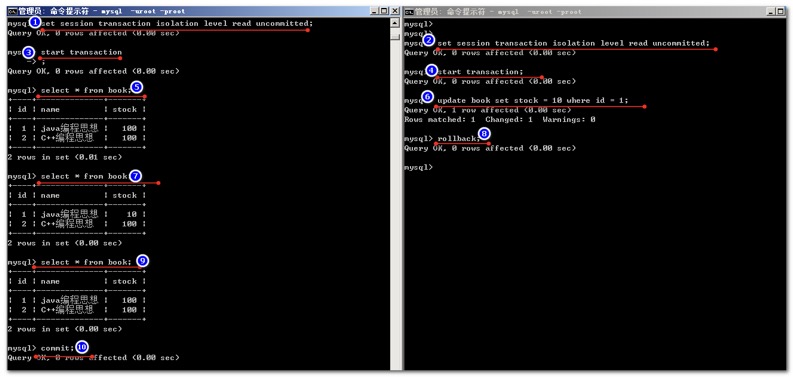 管理员: 命令提示符 - mysql -uroot -proot
mysql> set session transaction isolation level read uncommitted;
1
Query OK, 0 rows affected (0.00 sec)
mysql> start transaction
3
-> ;
Query OK, 0 rows affected (0.00 sec)
mysql> select * from book;
5
+----+--------------+-------+
| id | name | stock |
+----+--------------+-------+
| 1 | java编程思想 | 100 |
| 2 | C++编程思想 | 100 |
+----+--------------+-------+
2 rows in set (0.01 sec)
mysql> select * from book;
7
+----+--------------+-------+
| id | name | stock |
+----+--------------+-------+
| 1 | java编程思想 | 10 |
| 2 | C++编程思想 | 100 |
+----+--------------+-------+
2 rows in set (0.00 sec)
mysql> select * from book;
9
+----+--------------+-------+
| id | name | stock |
+----+--------------+-------+
| 1 | java编程思想 | 100 |
| 2 | C++编程思想 | 100 |
+----+--------------+-------+
2 rows in set (0.00 sec)
mysql> commit;
10
Query OK, 0 rows affected (0.00 sec)
管理员: 命令提示符 - mysql -uroot -proot
mysql>
mysql>
mysql> set session transaction isolation level read uncommitted;
2
Query OK, 0 rows affected (0.00 sec)
mysql> start transaction;
4
Query OK, 0 rows affected (0.00 sec)
mysql> update book set stock = 10 where id = 1;
6
Query OK, 1 row affected (0.00 sec)
Rows matched: 1 Changed: 1 Warnings: 0
mysql> rollback;
8
Query OK, 0 rows affected (0.00 sec)
mysql>